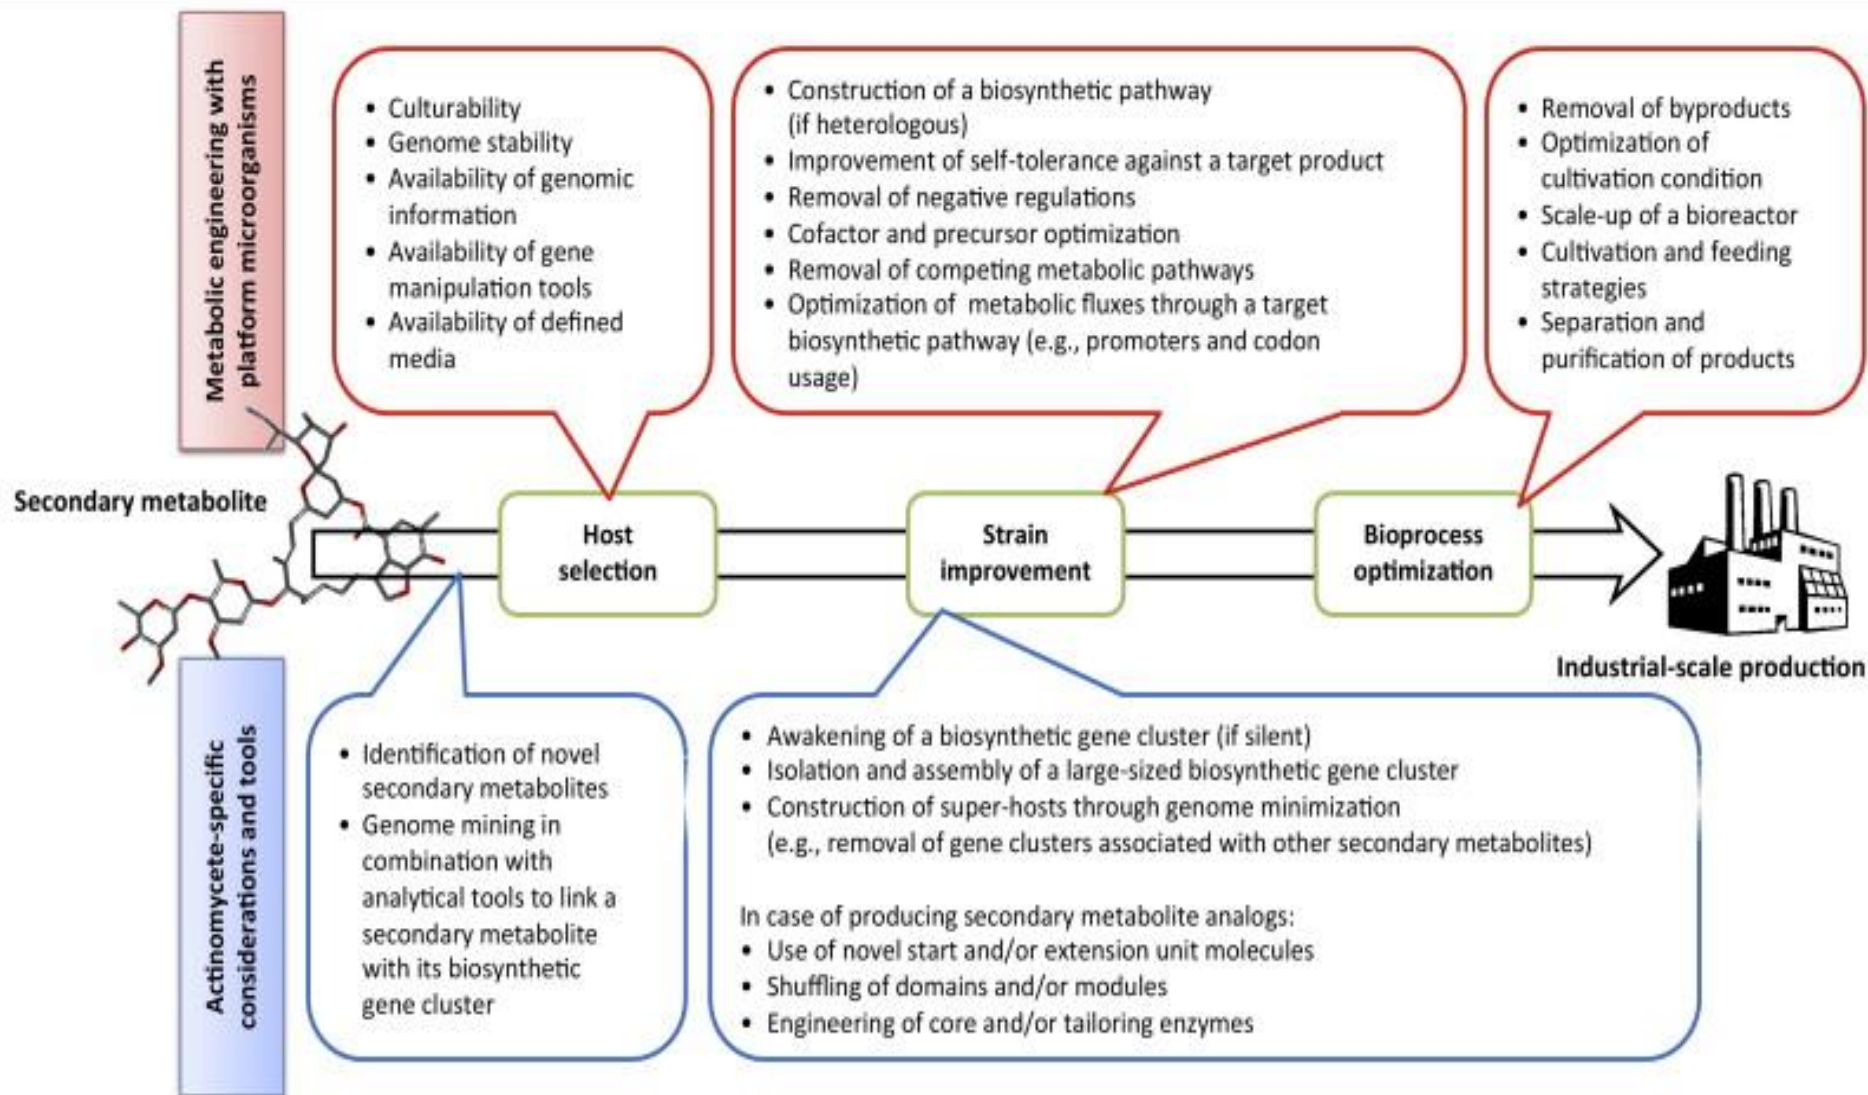 Metabolic engineering with
platform microorganisms
• Culturability
• Genome stability
• Availability of genomic
information
• Availability of gene
manipulation tools
• Availability of defined
media
• Construction of a biosynthetic pathway
(if heterologous)
• Improvement of self-tolerance against a target product
• Removal of negative regulations
• Cofactor and precursor optimization
• Removal of competing metabolic pathways
• Optimization of metabolic fluxes through a target
biosynthetic pathway (e.g., promoters and codon
usage)
• Removal of byproducts
• Optimization of
cultivation condition
• Scale-up of a bioreactor
• Cultivation and feeding
strategies
• Separation and
purification of products
Secondary metabolite
Host
selection
Strain
improvement
Bioprocess
optimization
Industrial-scale production
Actinomycete-specific
considerations and tools
• Identification of novel
secondary metabolites
• Genome mining in
combination with
analytical tools to link a
secondary metabolite
with its biosynthetic
gene cluster
• Awakening of a biosynthetic gene cluster (if silent)
• Isolation and assembly of a large-sized biosynthetic gene cluster
• Construction of super-hosts through genome minimization
(e.g., removal of gene clusters associated with other secondary metabolites)
In case of producing secondary metabolite analogs:
• Use of novel start and/or extension unit molecules
• Shuffling of domains and/or modules
• Engineering of core and/or tailoring enzymes